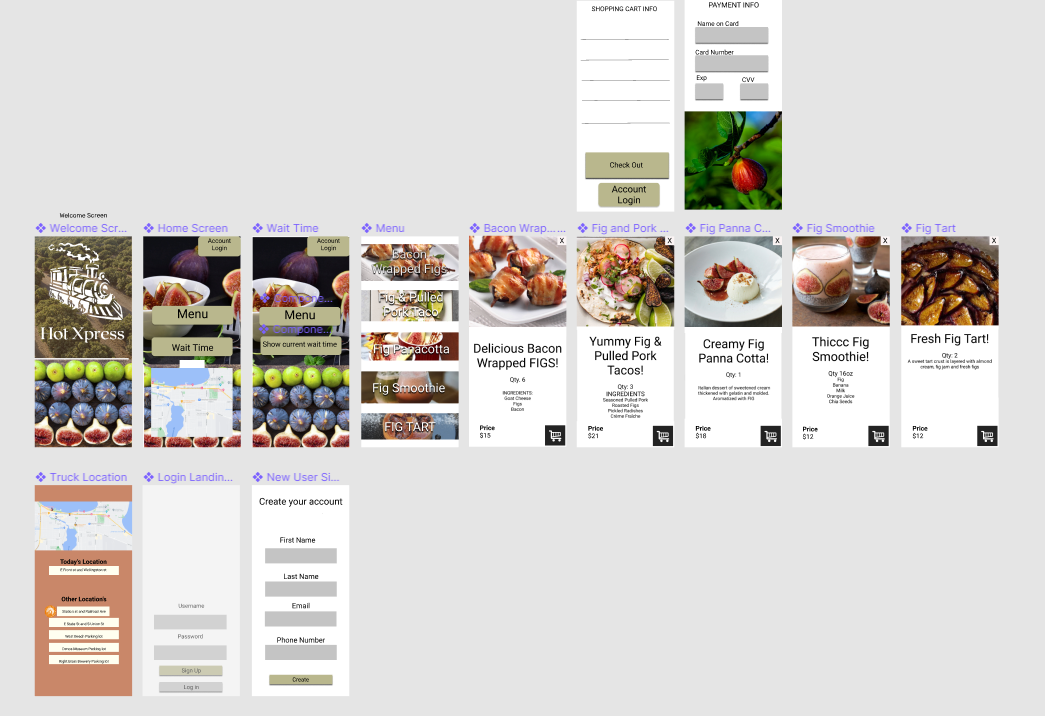 SHOPPING CART INFO
Check Out
Account
Login
PAYMENT INFO
Name on Card
Card Number
Exp
CVV
Welcome Screen
Welcome Scr...
Hot Xpress
Home Screen
Account
Login
Menu
Wait Time
Wait Time
Account
Login
Menu
Show current wait time
Menu
Bacon
Wrapped Figs
Fig & Pulled
Pork Taco
Fig Panacotta
Fig Smoothie
FIG TART
Bacon Wrap... ...
X
Delicious Bacon
Wrapped FIGS!
Qty. 6
INGREDIENTS:
Goat Cheese
Figs
Bacon
Price
$15
Fig and Pork ...
X
Yummy Fig &
Pulled Pork
Tacos!
Qty: 3
INGREDIENTS
Seasoned Pulled Pork
Roasted Figs
Pickled Radishes
Crème Fraîche
Price
$21
Fig Panna C...
X
Creamy Fig
Panna Cotta!
Qty: 1
Italian dessert of sweetened cream
thickened with gelatin and molded.
Aromatized with FIG
Price
$18
Fig Smoothie
X
Thiccc Fig
Smoothie!
Qty 16oz
Fig
Banana
Milk
Orange Juice
Chia Seeds
Price
$12
Fig Tart
X
Fresh Fig Tart!
Qty: 2
A sweet tart crust is layered with almond
cream, fig jam and fresh figs
Price
$12
Truck Location
Today's Location
Other Location's
Login Landin...
Username
Password
Sign Up
Log in
New User Si...
Create your account
First Name
Last Name
Email
Phone Number
Create